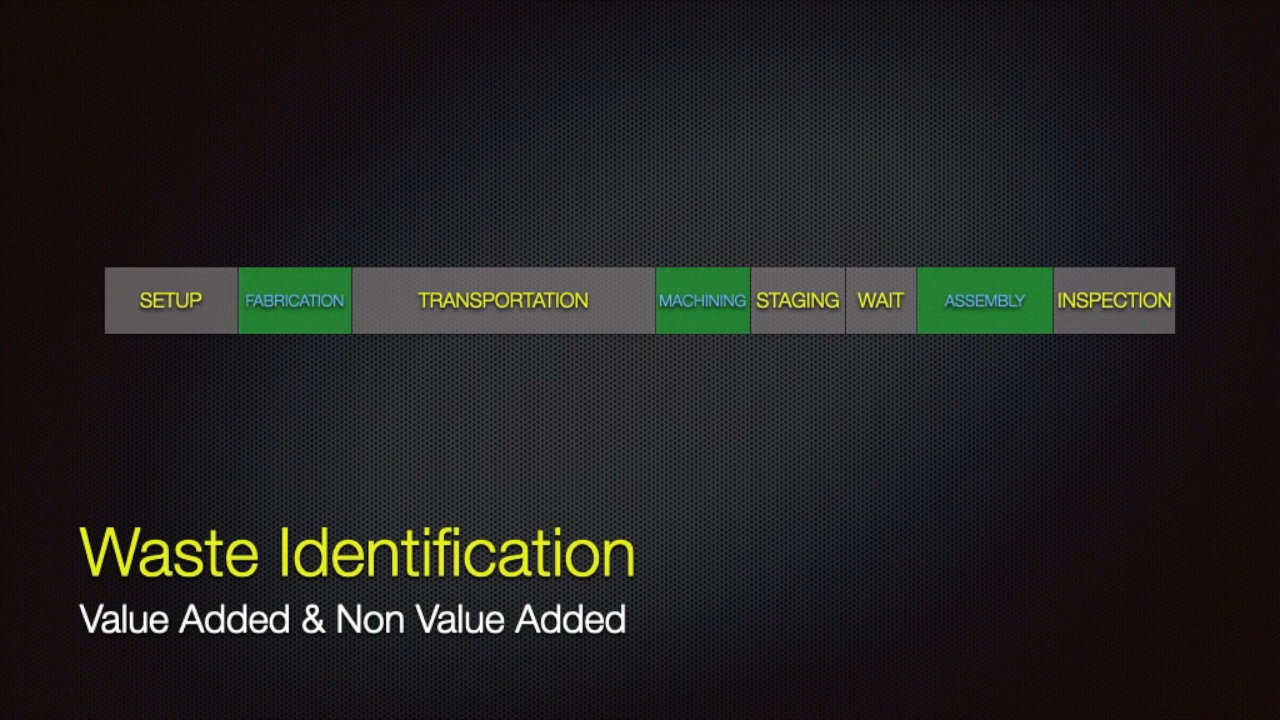 SETUP FABRICATION TRANSPORTATION MACHINING STAGING WAIT ASSEMBLY INSPECTION
Waste Identification
Value Added & Non Value Added